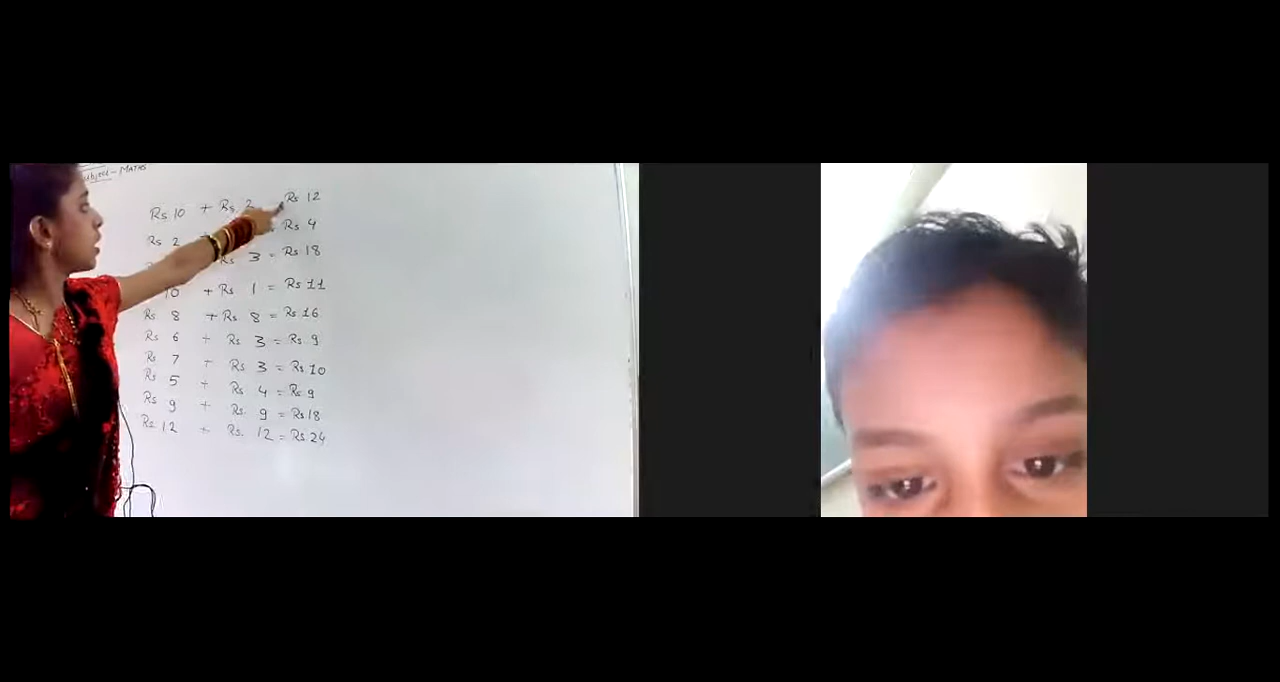 Subject - MATHS
Rs 10 + Rs. 2 Rs 12
Rs 2 Rs 4
Rs 3 = Rs 18
10 + Rs 1 = Rs 11
Rs 8 + Rs 8 = Rs 16
Rs 6 + Rs 3 = Rs 9
Rs 7 + Rs 3 = Rs 10
Rs 5 + Rs 4 = Rs 9
Rs 9 + Rs. 9 = Rs 18
Rs. 12 + Rs. 12 = Rs. 24